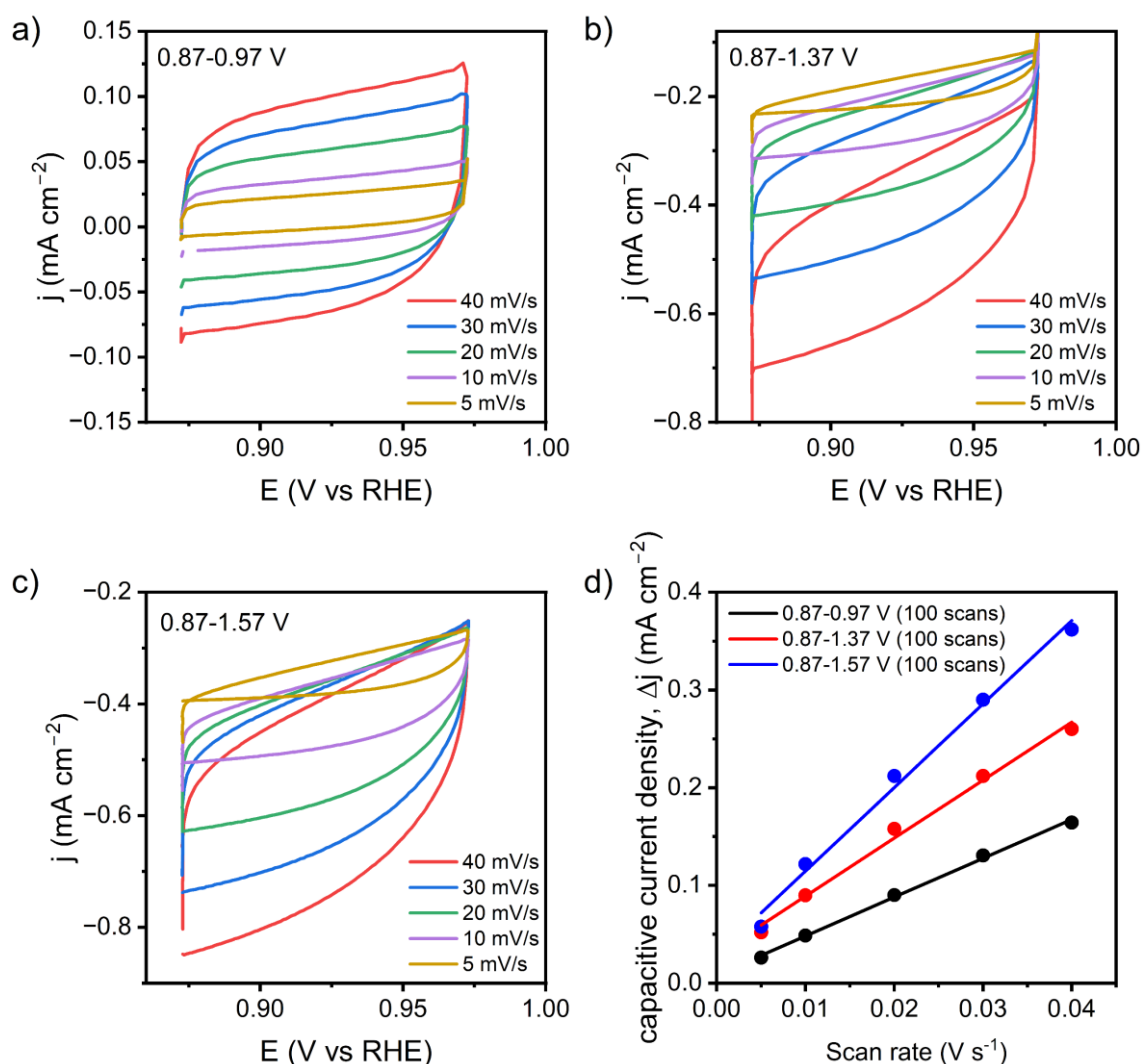 a)
0.87-0.97 V
0.15
0.10
0.05
0.00
−0.05
−0.10
−0.15
j (mA cm⁻²)
40 mV/s
30 mV/s
20 mV/s
10 mV/s
5 mV/s
0.90
0.95
1.00
E (V vs RHE)
b)
0.87-1.37 V
−0.2
−0.4
−0.6
−0.8
j (mA cm⁻²)
40 mV/s
30 mV/s
20 mV/s
10 mV/s
5 mV/s
0.90
0.95
1.00
E (V vs RHE)
c)
0.87-1.57 V
−0.2
−0.4
−0.6
−0.8
j (mA cm⁻²)
40 mV/s
30 mV/s
20 mV/s
10 mV/s
5 mV/s
0.90
0.95
1.00
E (V vs RHE)
d)
0.87-0.97 V (100 scans)
0.87-1.37 V (100 scans)
0.87-1.57 V (100 scans)
0.4
0.3
0.2
0.1
0.0
capacitive current density, Δj (mA cm⁻²)
0.00
0.01
0.02
0.03
0.04
Scan rate (V s⁻¹)